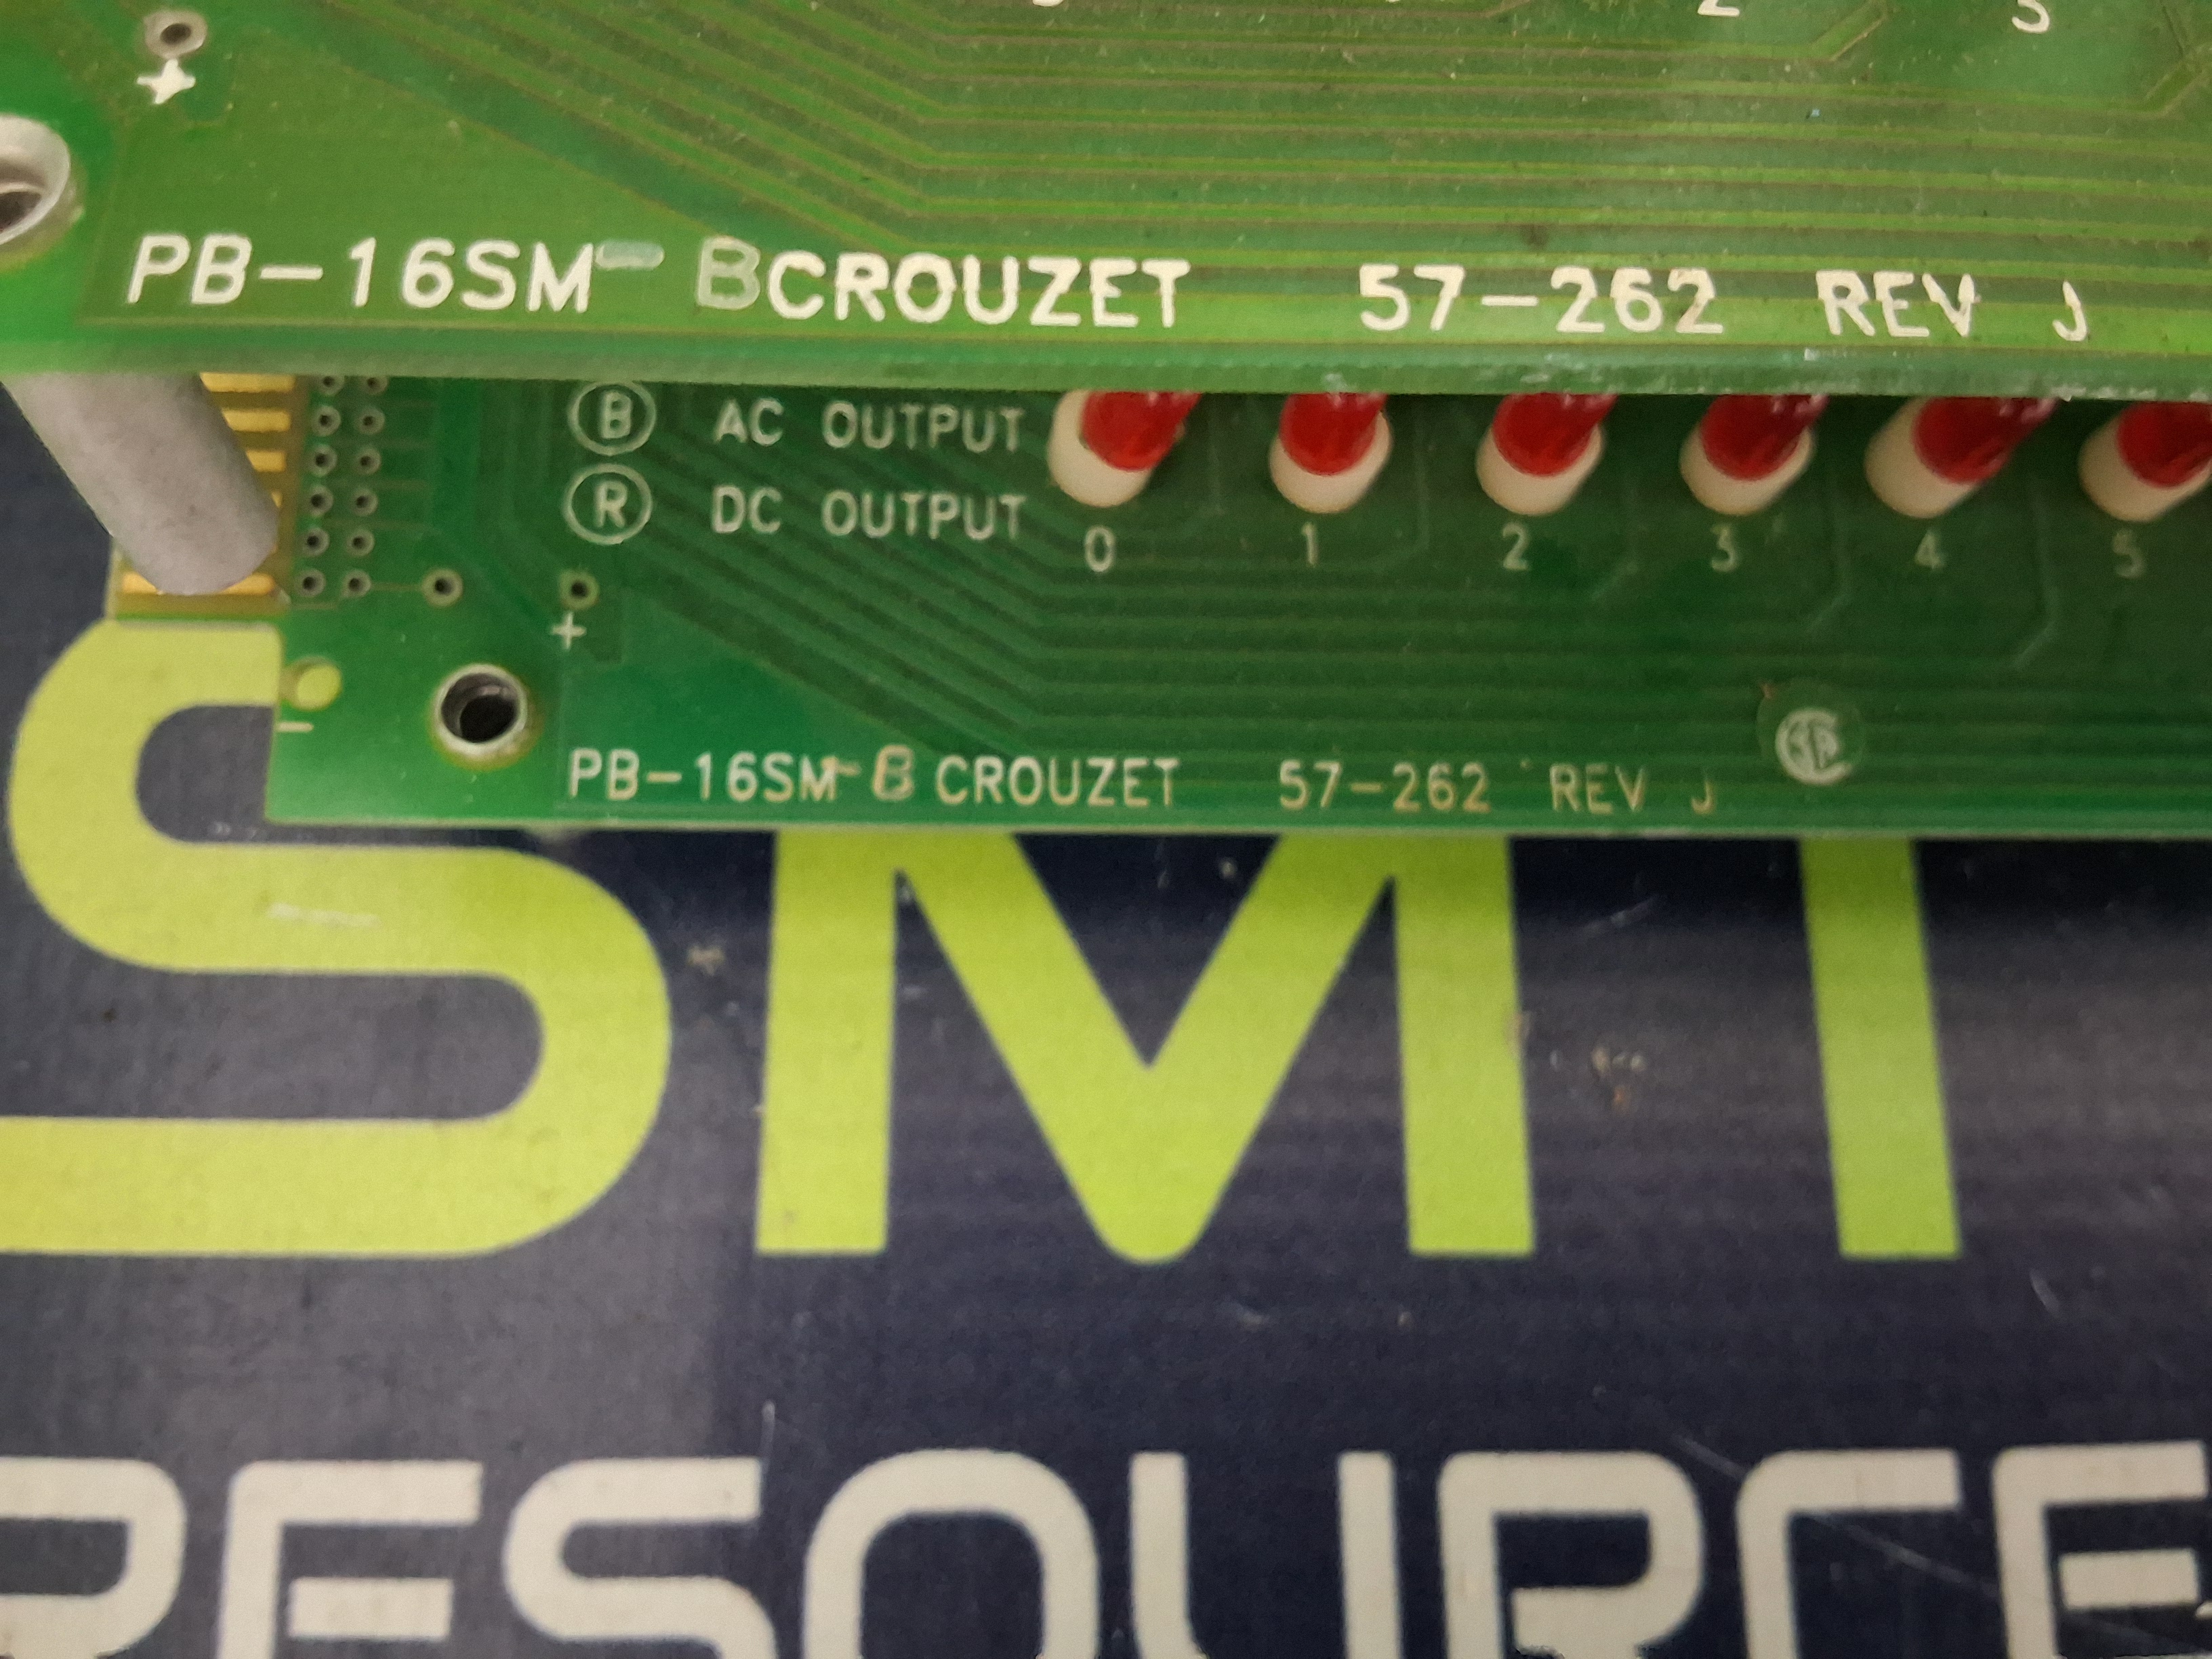 2 3
+
PB-16SM-B CROUZET 57-262 REV J
B AC OUTPUT
R DC OUTPUT
0 1 2 3 4 5
+
-
PB-16SM-B CROUZET 57-262 REV J
SMT
RESOURCE